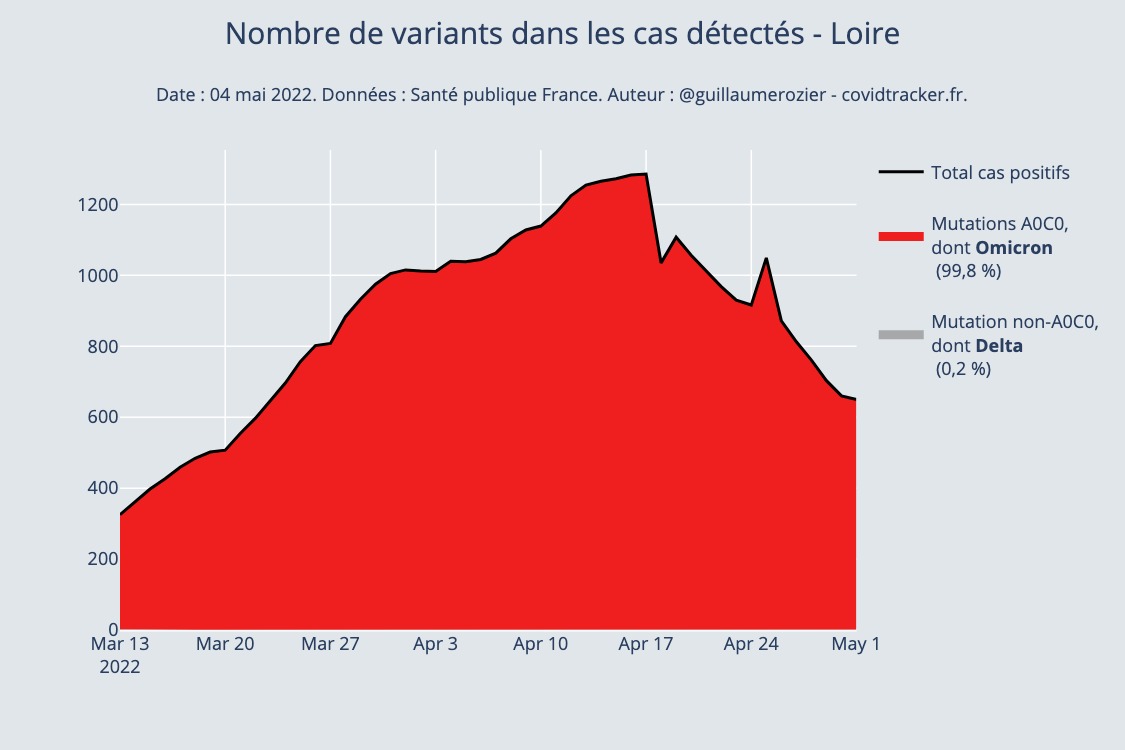 Nombre de variants dans les cas détectés - Loire
Date : 04 mai 2022. Données : Santé publique France. Auteur : @guillaumerozier - covidtracker.fr.
Total cas positifs
Mutations A0C0,
dont Omicron
(99,8 %)
Mutation non-A0C0,
dont Delta
(0,2 %)
1200
1000
800
600
400
200
0
Mar 13 Mar 20 Mar 27 Apr 3 Apr 10 Apr 17 Apr 24 May 1
2022